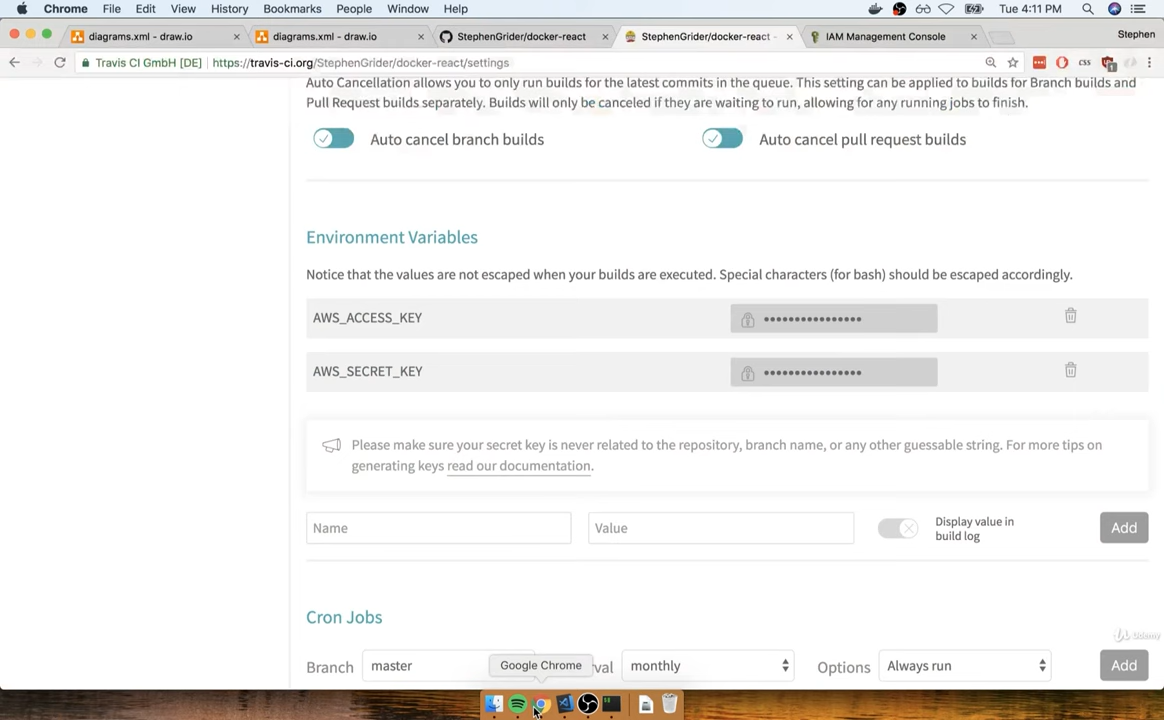 Chrome File Edit View History Bookmarks People Window Help Tue 4:11 PM
diagrams.xml - draw.io diagrams.xml - draw.io StephenGrider/docker-react StephenGrider/docker-react - IAM Management Console Stephen
Travis CI GmbH [DE] https://travis-ci.org/StephenGrider/docker-react/settings CSS 1
Auto Cancellation allows you to only run builds for the latest commits in the queue. This setting can be applied to builds for Branch builds and
Pull Request builds separately. Builds will only be canceled if they are waiting to run, allowing for any running jobs to finish.
Auto cancel branch builds Auto cancel pull request builds
Environment Variables
Notice that the values are not escaped when your builds are executed. Special characters (for bash) should be escaped accordingly.
AWS_ACCESS_KEY ••••••••••••••••
AWS_SECRET_KEY ••••••••••••••••
Please make sure your secret key is never related to the repository, branch name, or any other guessable string. For more tips on
generating keys read our documentation.
Name Value Display value in
build log Add
Cron Jobs
Udemy
Branch master Google Chrome val monthly Options Always run Add